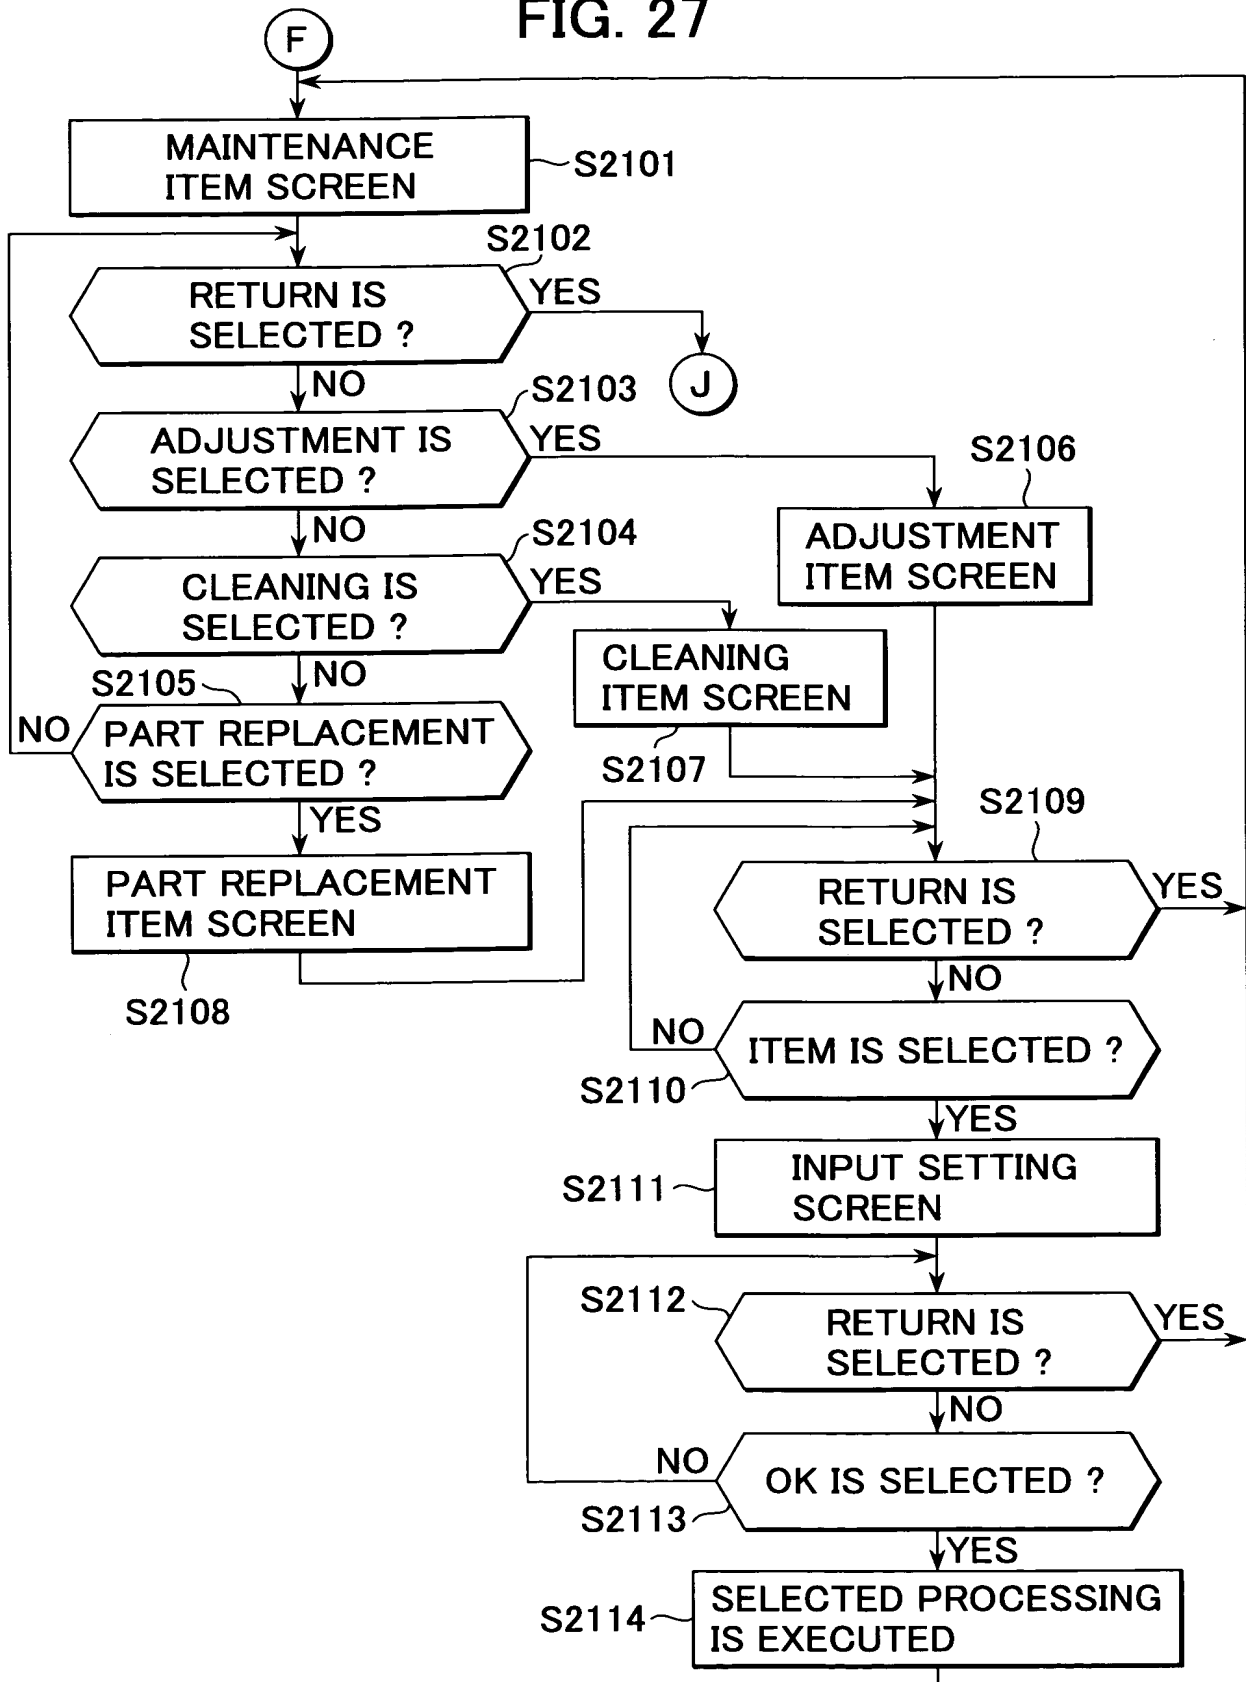 FIG. 27
F
MAINTENANCE
ITEM SCREEN
S2101
S2102
RETURN IS
SELECTED ?
YES
J
NO
S2103
ADJUSTMENT IS
SELECTED ?
YES
S2106
ADJUSTMENT
ITEM SCREEN
NO
S2104
CLEANING IS
SELECTED ?
YES
CLEANING
ITEM SCREEN
S2107
NO
S2105
NO
PART REPLACEMENT
IS SELECTED ?
YES
PART REPLACEMENT
ITEM SCREEN
S2108
S2109
RETURN IS
SELECTED ?
YES
NO
NO
ITEM IS SELECTED ?
S2110
YES
S2111
INPUT SETTING
SCREEN
S2112
RETURN IS
SELECTED ?
YES
NO
NO
OK IS SELECTED ?
S2113
YES
S2114
SELECTED PROCESSING
IS EXECUTED